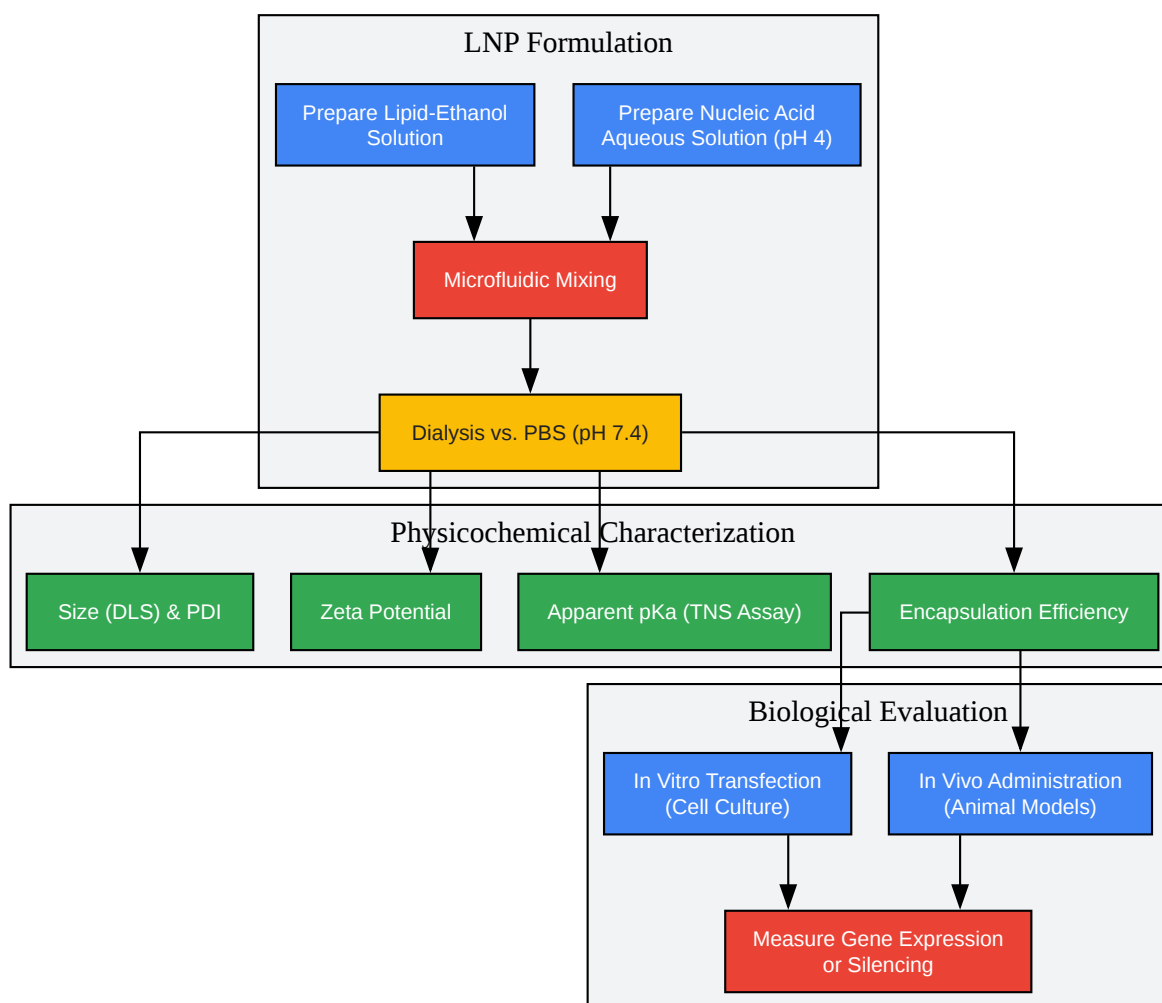 LNP Formulation
Prepare Lipid-Ethanol
Solution
Prepare Nucleic Acid
Aqueous Solution (pH 4)
Microfluidic Mixing
Dialysis vs. PBS (pH 7.4)
Physicochemical Characterization
Size (DLS) & PDI
Zeta Potential
Apparent pKa (TNS Assay)
Encapsulation Efficiency
Biological Evaluation
In Vitro Transfection
(Cell Culture)
In Vivo Administration
(Animal Models)
Measure Gene Expression
or Silencing